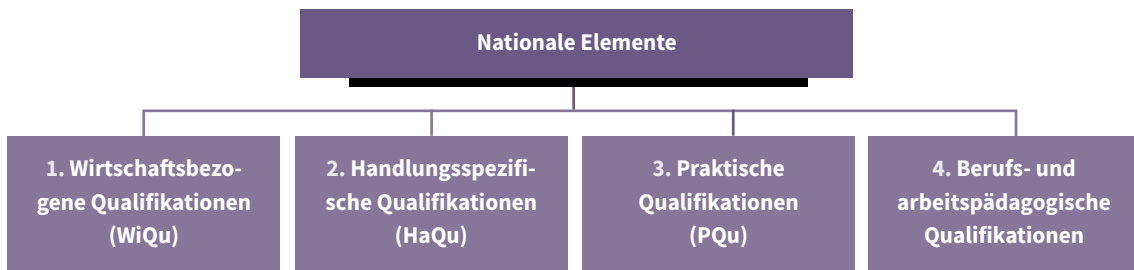 Nationale Elemente
1. Wirtschaftsbezo-
gene Qualifikationen
(WiQu)
2. Handlungsspezifi-
sche Qualifikationen
(HaQu)
3. Praktische
Qualifikationen
(PQu)
4. Berufs- und
arbeitspädagogische
Qualifikationen